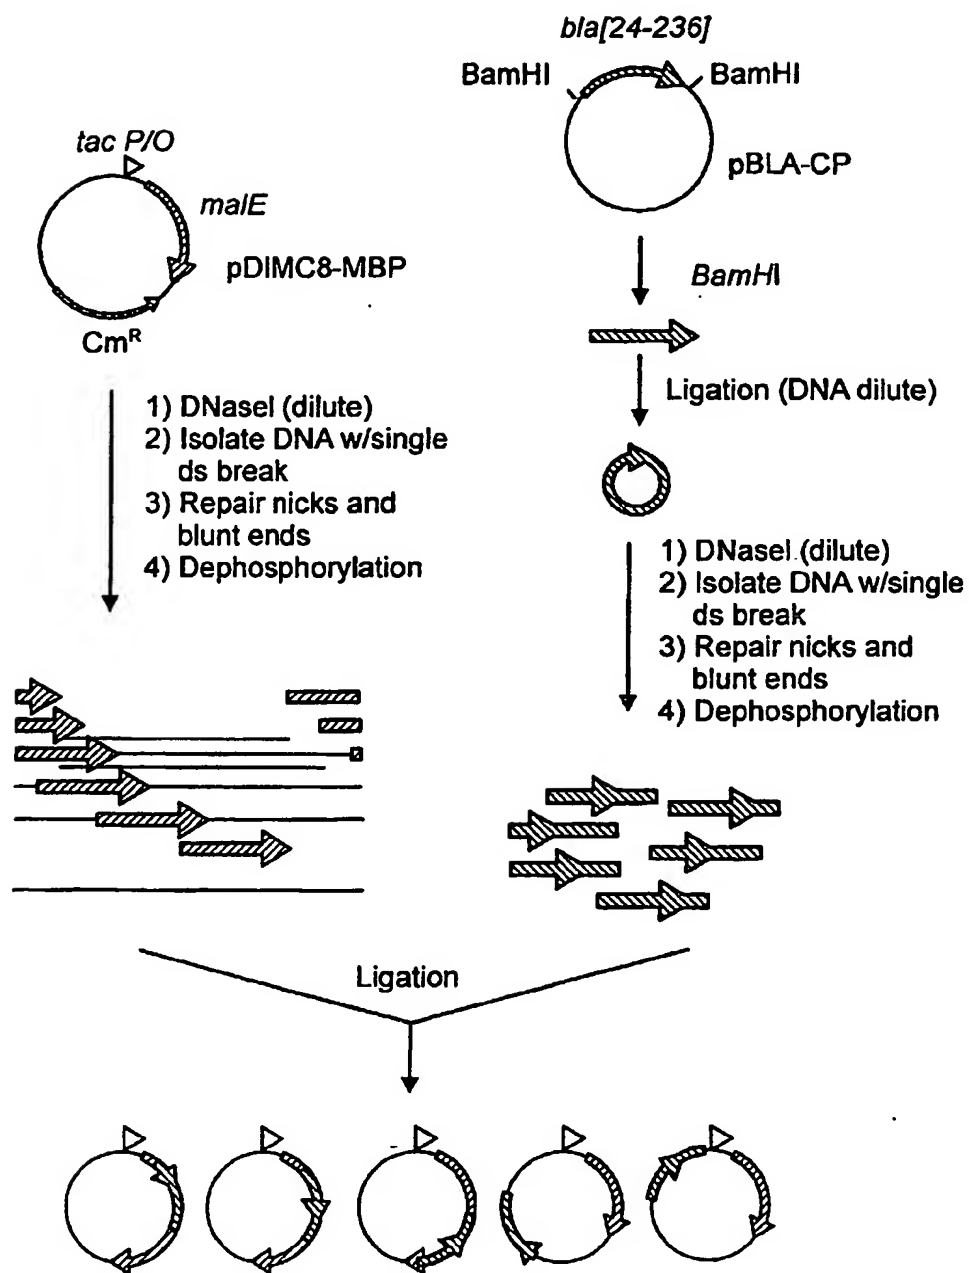 bla[24-236]
BamHI
BamHI
pBLA-CP
tac P/O
malE
pDIMC8-MBP
Cm^R
BamHI
Ligation (DNA dilute)
1) DNaseI (dilute)
2) Isolate DNA w/single
ds break
3) Repair nicks and
blunt ends
4) Dephosphorylation
1) DNaseI (dilute)
2) Isolate DNA w/single
ds break
3) Repair nicks and
blunt ends
4) Dephosphorylation
Ligation